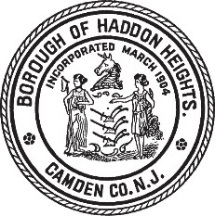 BOROUGH OF HADDON HEIGHTS.
INCORPORATED MARCH 1904
CAMDEN CO. N.J.